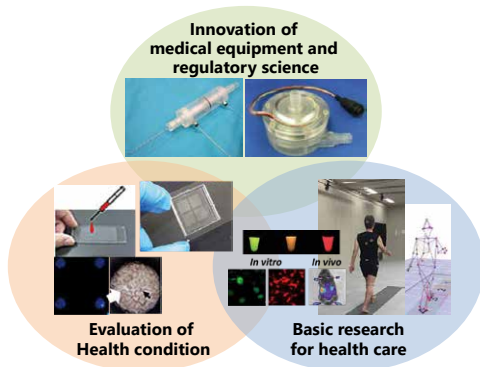 Innovation of
medical equipment and
regulatory science
In vitro
In vivo
Evaluation of
Health condition
Basic research
for health care